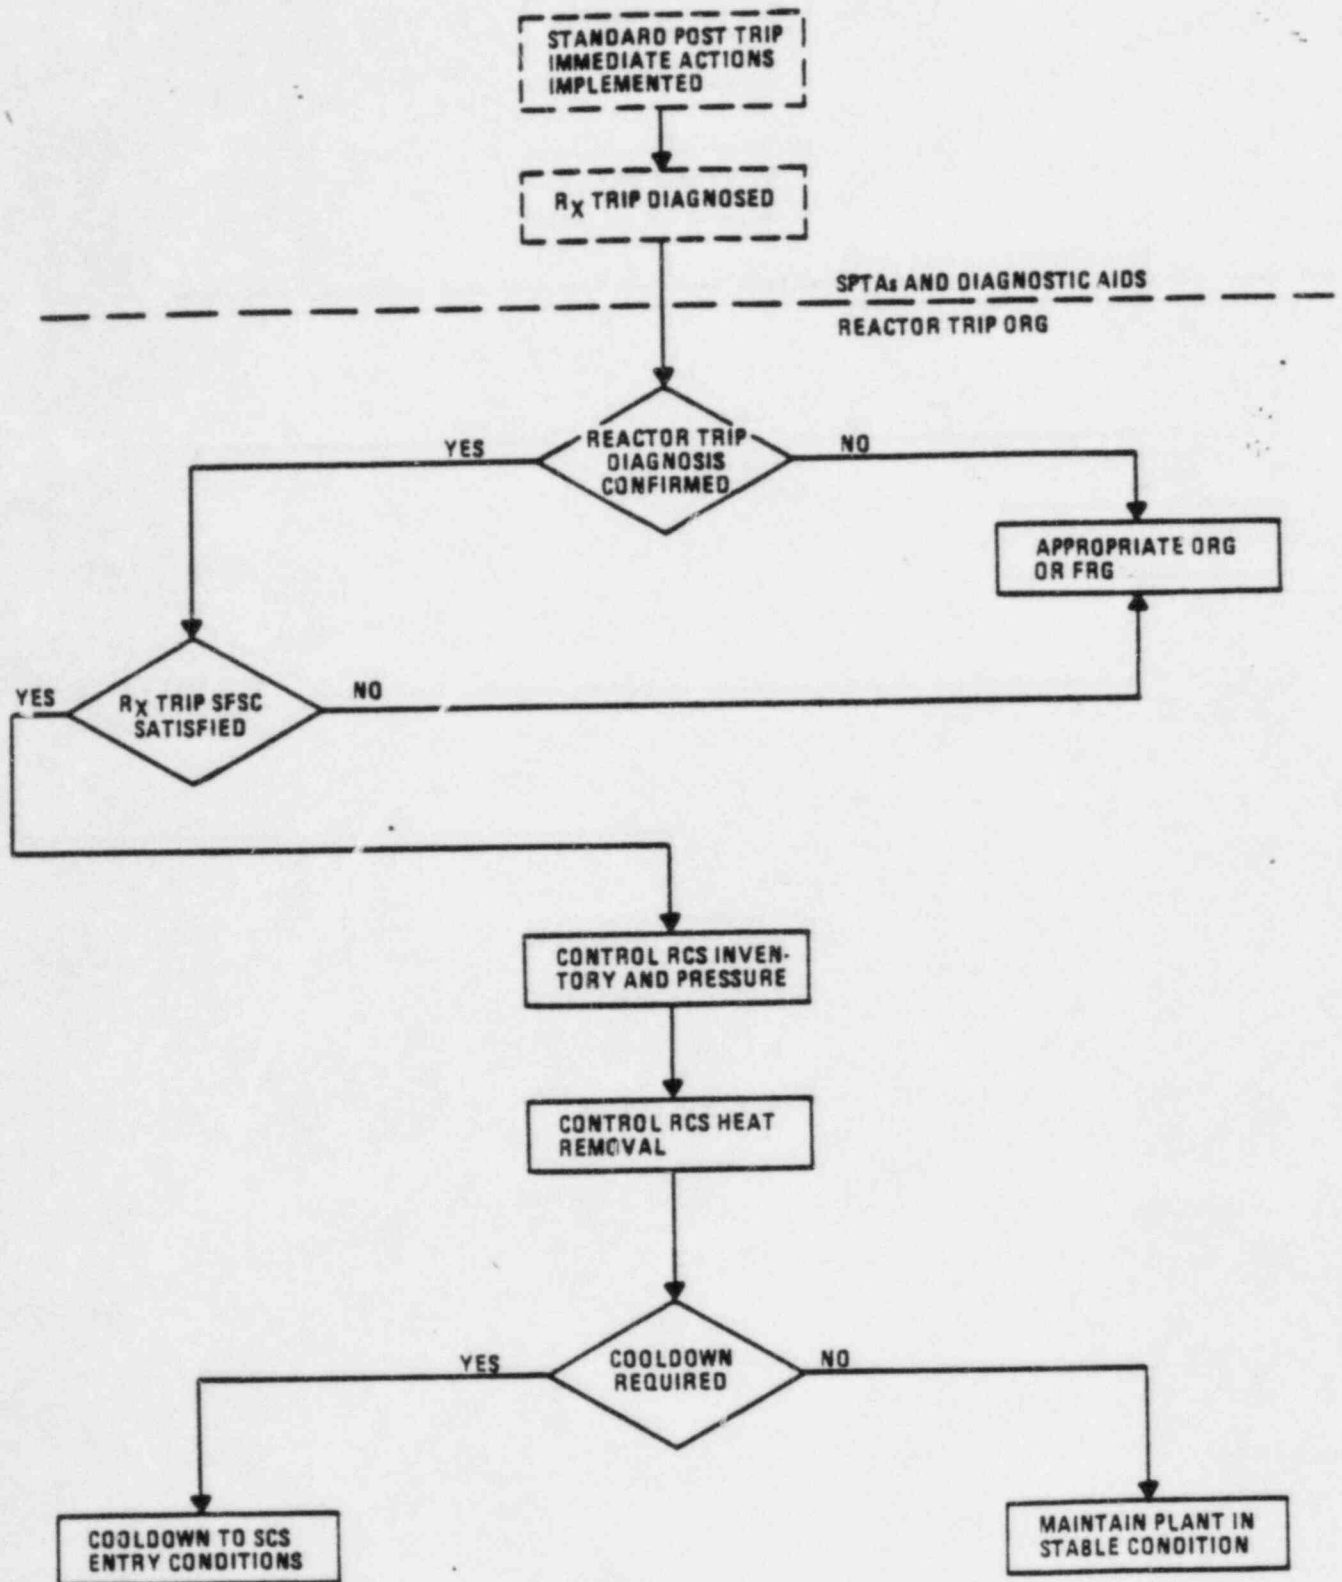 STANDARD POST TRIP
IMMEDIATE ACTIONS
IMPLEMENTED
RX TRIP DIAGNOSED
SPTAs AND DIAGNOSTIC AIDS
REACTOR TRIP ORG
YES
REACTOR TRIP
DIAGNOSIS
CONFIRMED
NO
APPROPRIATE ORG
OR FRG
YES
RX TRIP SFSC
SATISFIED
NO
CONTROL RCS INVEN-
TORY AND PRESSURE
CONTROL RCS HEAT
REMOVAL
YES
COOLDOWN
REQUIRED
NO
COOLDOWN TO SCS
ENTRY CONDITIONS
MAINTAIN PLANT IN
STABLE CONDITION